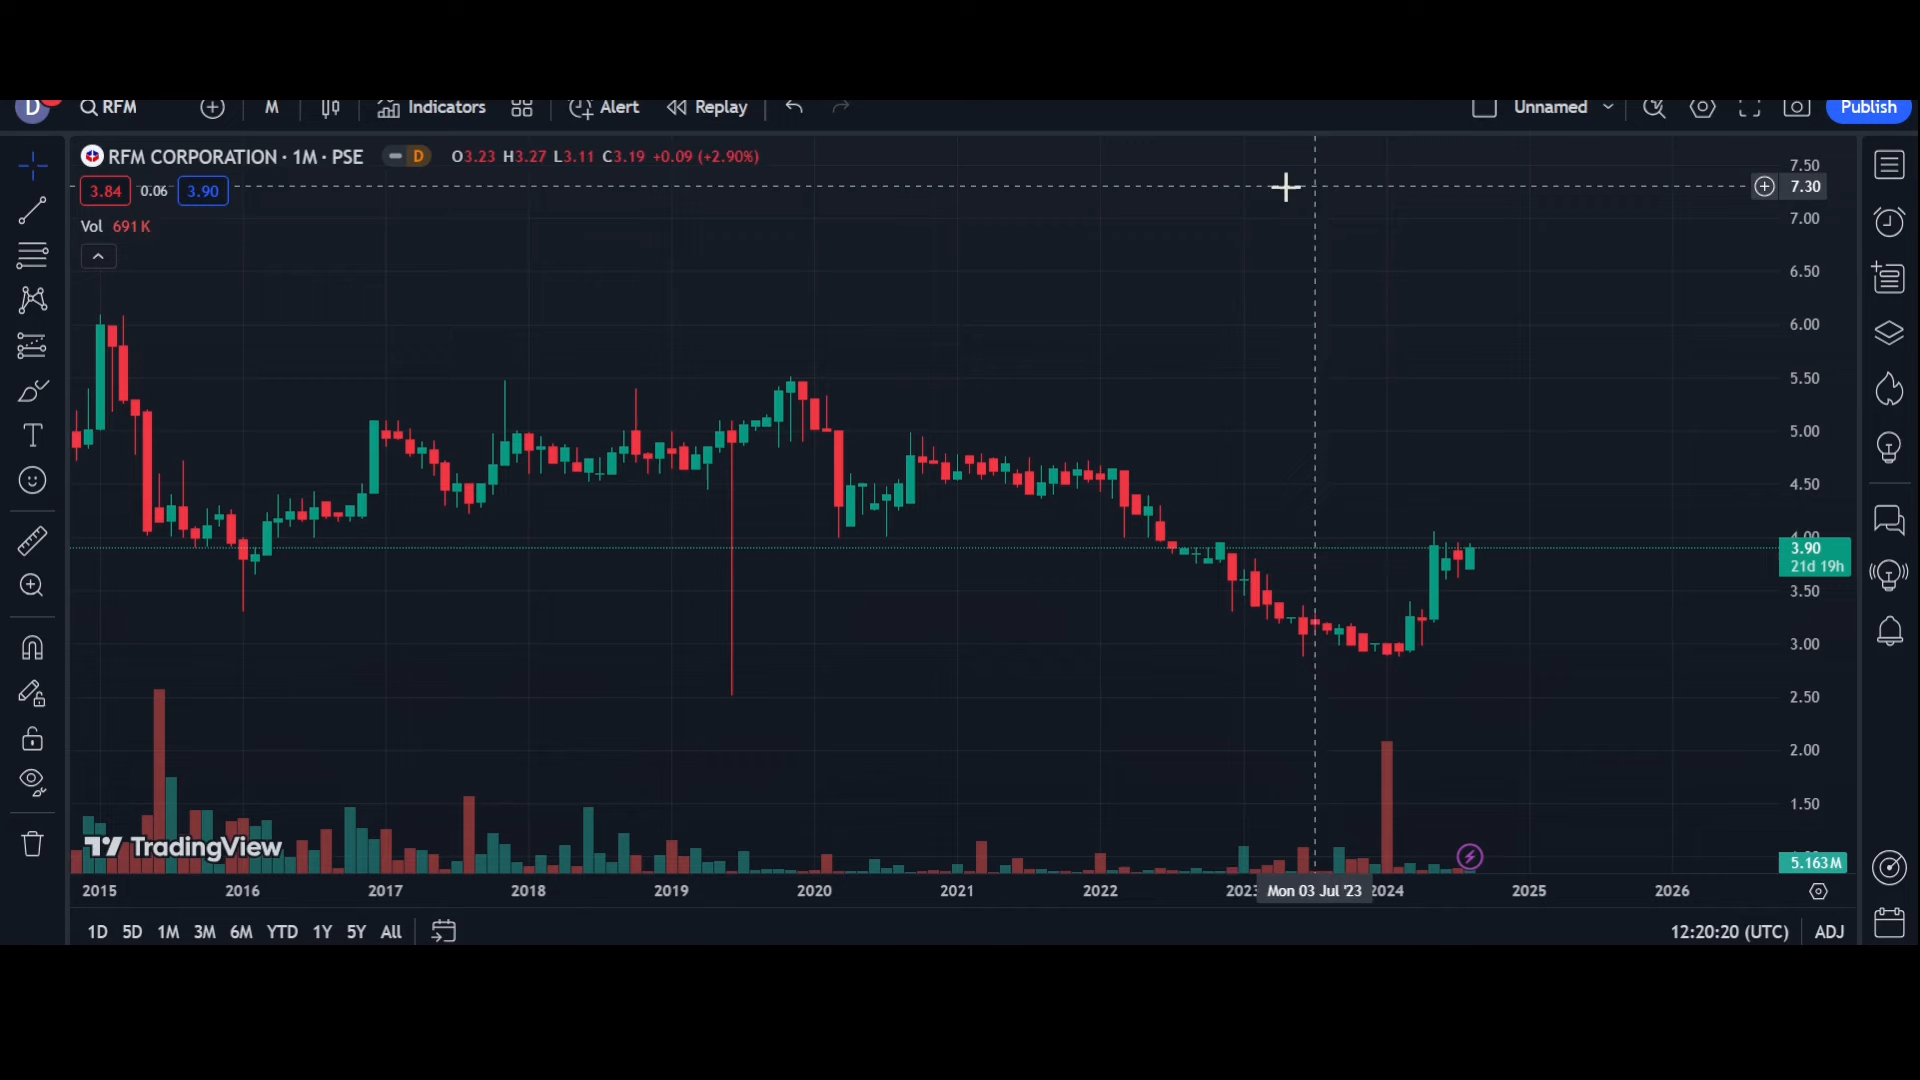 D RFM M Indicators Alert Replay Unnamed Publish
RFM CORPORATION · 1M · PSE D O3.23 H3.27 L3.11 C3.19 +0.09 (+2.90%)
3.84 0.06 3.90
Vol 691K
7.50
7.30
7.00
6.50
6.00
5.50
5.00
4.50
4.00
3.90
21d 19h
3.50
3.00
2.50
2.00
1.50
5.163M
TradingView
2015 2016 2017 2018 2019 2020 2021 2022 2023 Mon 03 Jul '23 2024 2025 2026
1D 5D 1M 3M 6M YTD 1Y 5Y All 12:20:20 (UTC) ADJ